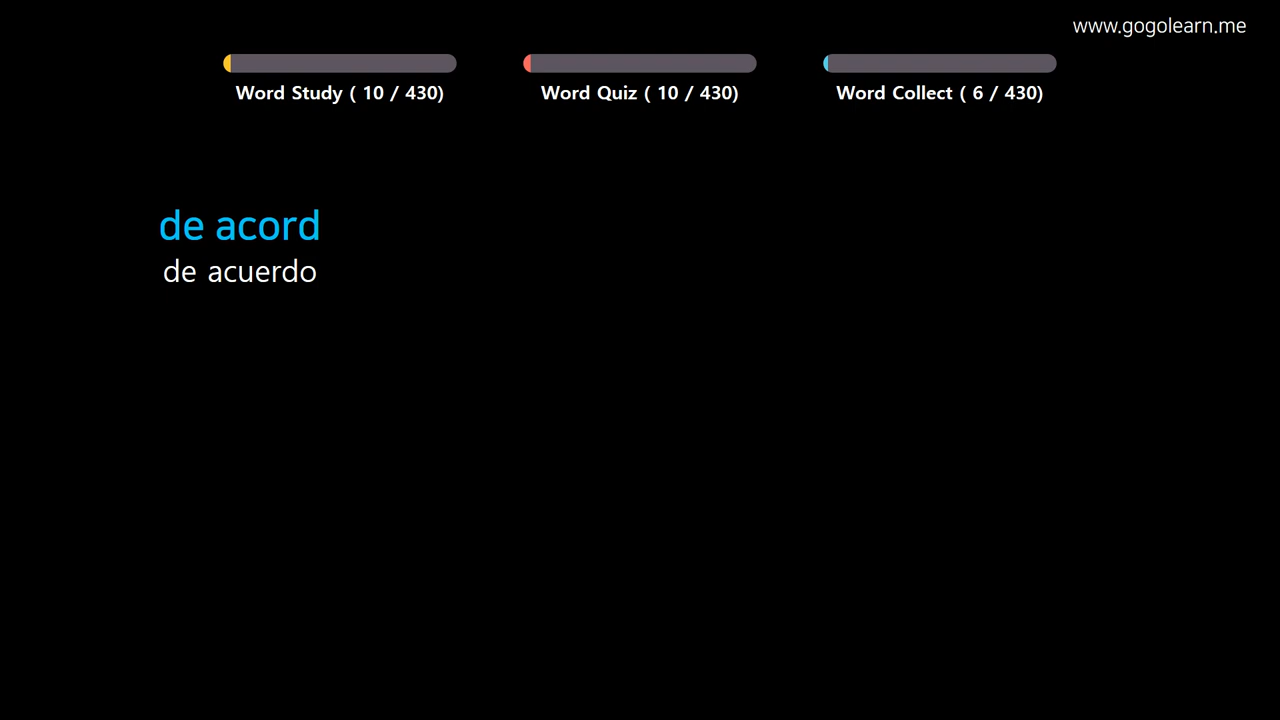 www.gogolearn.me
Word Study ( 10 / 430)
Word Quiz ( 10 / 430)
Word Collect ( 6 / 430)
de acord
de acuerdo